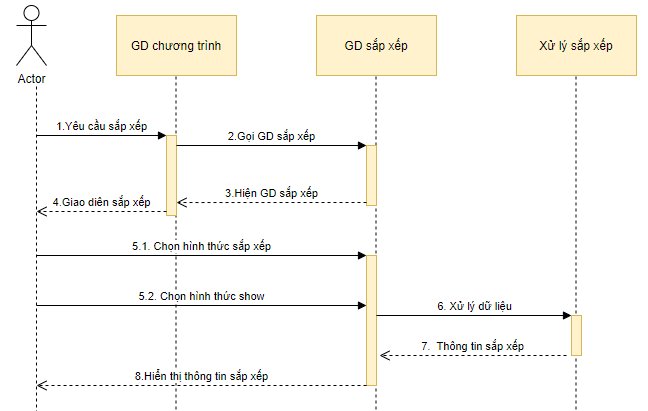 GD chương trình
GD sắp xếp
Xử lý sắp xếp
Actor
1.Yêu cầu sắp xếp
2.Gọi GD sắp xếp
3.Hiện GD sắp xếp
4.Giao diên sắp xếp
5.1. Chọn hình thức sắp xếp
5.2. Chọn hình thức show
6. Xử lý dữ liệu
7. Thông tin sắp xếp
8.Hiển thị thông tin sắp xếp